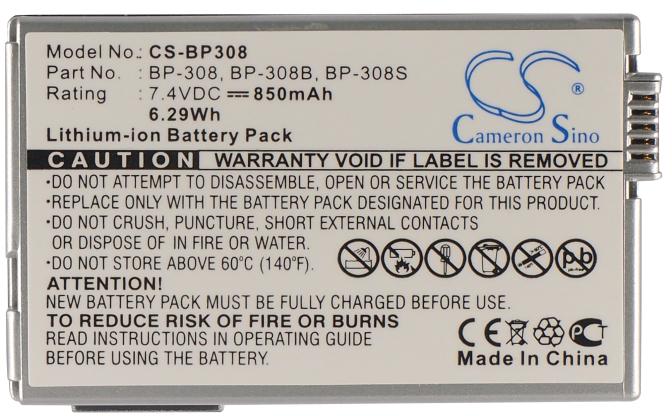 Model No.: CS-BP308
Part No. : BP-308, BP-308B, BP-308S
Rating : 7.4VDC ⎓ 850mAh
6.29Wh
Lithium-ion Battery Pack
CS ®
Cameron Sino
CAUTION WARRANTY VOID IF LABEL IS REMOVED
•DO NOT ATTEMPT TO DISASSEMBLE, OPEN OR SERVICE THE BATTERY PACK
•REPLACE ONLY WITH THE BATTERY PACK DESIGNATED FOR THIS PRODUCT.
•DO NOT CRUSH, PUNCTURE, SHORT EXTERNAL CONTACTS
OR DISPOSE OF IN FIRE OR WATER.
•DO NOT STORE ABOVE 60°C (140°F).
Pb
ATTENTION!
NEW BATTERY PACK MUST BE FULLY CHARGED BEFORE USE.
TO REDUCE RISK OF FIRE OR BURNS
READ INSTRUCTIONS IN OPERATING GUIDE
BEFORE USING BATTERY PACK.
CE PCT
Made In China